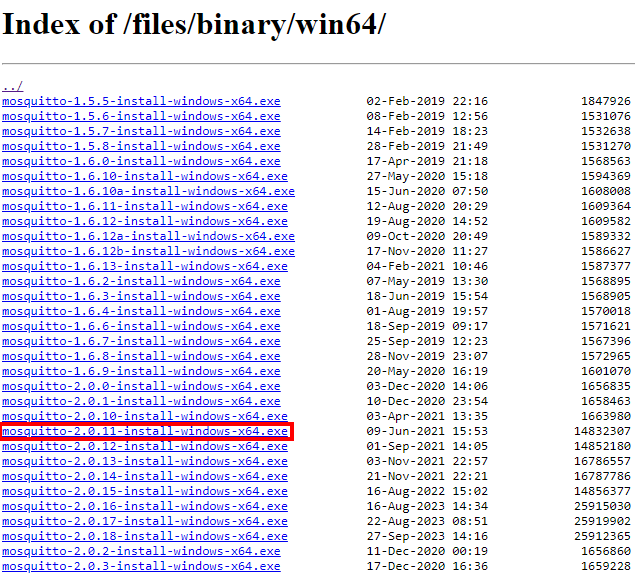 Index of /files/binary/win64/
../
mosquitto-1.5.5-install-windows-x64.exe 02-Feb-2019 22:16 1847926
mosquitto-1.5.6-install-windows-x64.exe 08-Feb-2019 12:56 1531076
mosquitto-1.5.7-install-windows-x64.exe 14-Feb-2019 18:23 1532638
mosquitto-1.5.8-install-windows-x64.exe 28-Feb-2019 21:49 1531270
mosquitto-1.6.0-install-windows-x64.exe 17-Apr-2019 21:18 1568563
mosquitto-1.6.10-install-windows-x64.exe 27-May-2020 15:18 1594369
mosquitto-1.6.10a-install-windows-x64.exe 15-Jun-2020 07:50 1608008
mosquitto-1.6.11-install-windows-x64.exe 12-Aug-2020 20:29 1609364
mosquitto-1.6.12-install-windows-x64.exe 19-Aug-2020 14:52 1609582
mosquitto-1.6.12a-install-windows-x64.exe 09-Oct-2020 20:49 1589332
mosquitto-1.6.12b-install-windows-x64.exe 17-Nov-2020 11:27 1586627
mosquitto-1.6.13-install-windows-x64.exe 04-Feb-2021 10:46 1587377
mosquitto-1.6.2-install-windows-x64.exe 07-May-2019 13:30 1568895
mosquitto-1.6.3-install-windows-x64.exe 18-Jun-2019 15:54 1568905
mosquitto-1.6.4-install-windows-x64.exe 01-Aug-2019 19:57 1570018
mosquitto-1.6.6-install-windows-x64.exe 18-Sep-2019 09:17 1571621
mosquitto-1.6.7-install-windows-x64.exe 25-Sep-2019 12:23 1567396
mosquitto-1.6.8-install-windows-x64.exe 28-Nov-2019 23:07 1572965
mosquitto-1.6.9-install-windows-x64.exe 20-May-2020 16:19 1601070
mosquitto-2.0.0-install-windows-x64.exe 03-Dec-2020 14:06 1656835
mosquitto-2.0.1-install-windows-x64.exe 10-Dec-2020 23:54 1658463
mosquitto-2.0.10-install-windows-x64.exe 03-Apr-2021 13:35 1663980
mosquitto-2.0.11-install-windows-x64.exe 09-Jun-2021 15:53 14832307
mosquitto-2.0.12-install-windows-x64.exe 01-Sep-2021 14:05 14852180
mosquitto-2.0.13-install-windows-x64.exe 03-Nov-2021 22:57 16786557
mosquitto-2.0.14-install-windows-x64.exe 21-Nov-2021 22:21 16787786
mosquitto-2.0.15-install-windows-x64.exe 16-Aug-2022 15:02 14856377
mosquitto-2.0.16-install-windows-x64.exe 16-Aug-2023 14:34 25915030
mosquitto-2.0.17-install-windows-x64.exe 22-Aug-2023 08:51 25919902
mosquitto-2.0.18-install-windows-x64.exe 27-Sep-2023 14:16 25912365
mosquitto-2.0.2-install-windows-x64.exe 11-Dec-2020 00:19 1656860
mosquitto-2.0.3-install-windows-x64.exe 17-Dec-2020 16:36 1659228